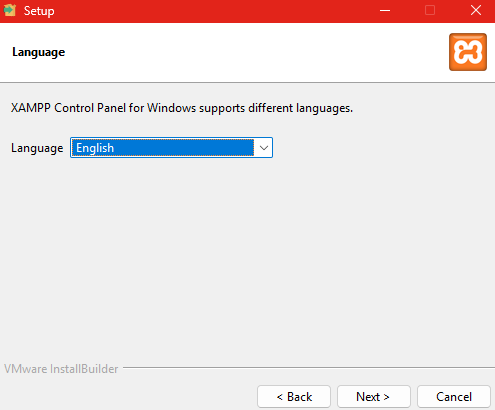 Setup
Language
XAMPP Control Panel for Windows supports different languages.
Language English
VMware InstallBuilder
< Back Next > Cancel